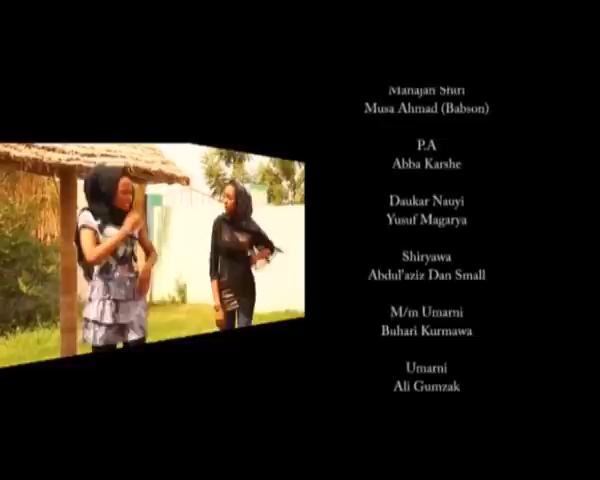 Manajan Shiri
Musa Ahmad (Babson)
P.A
Abba Karshe
Daukar Nauyi
Yusuf Magarya
Shiryawa
Abdul'aziz Dan Small
M/m Umarni
Buhari Kurmawa
Umarni
Ali Gumzak